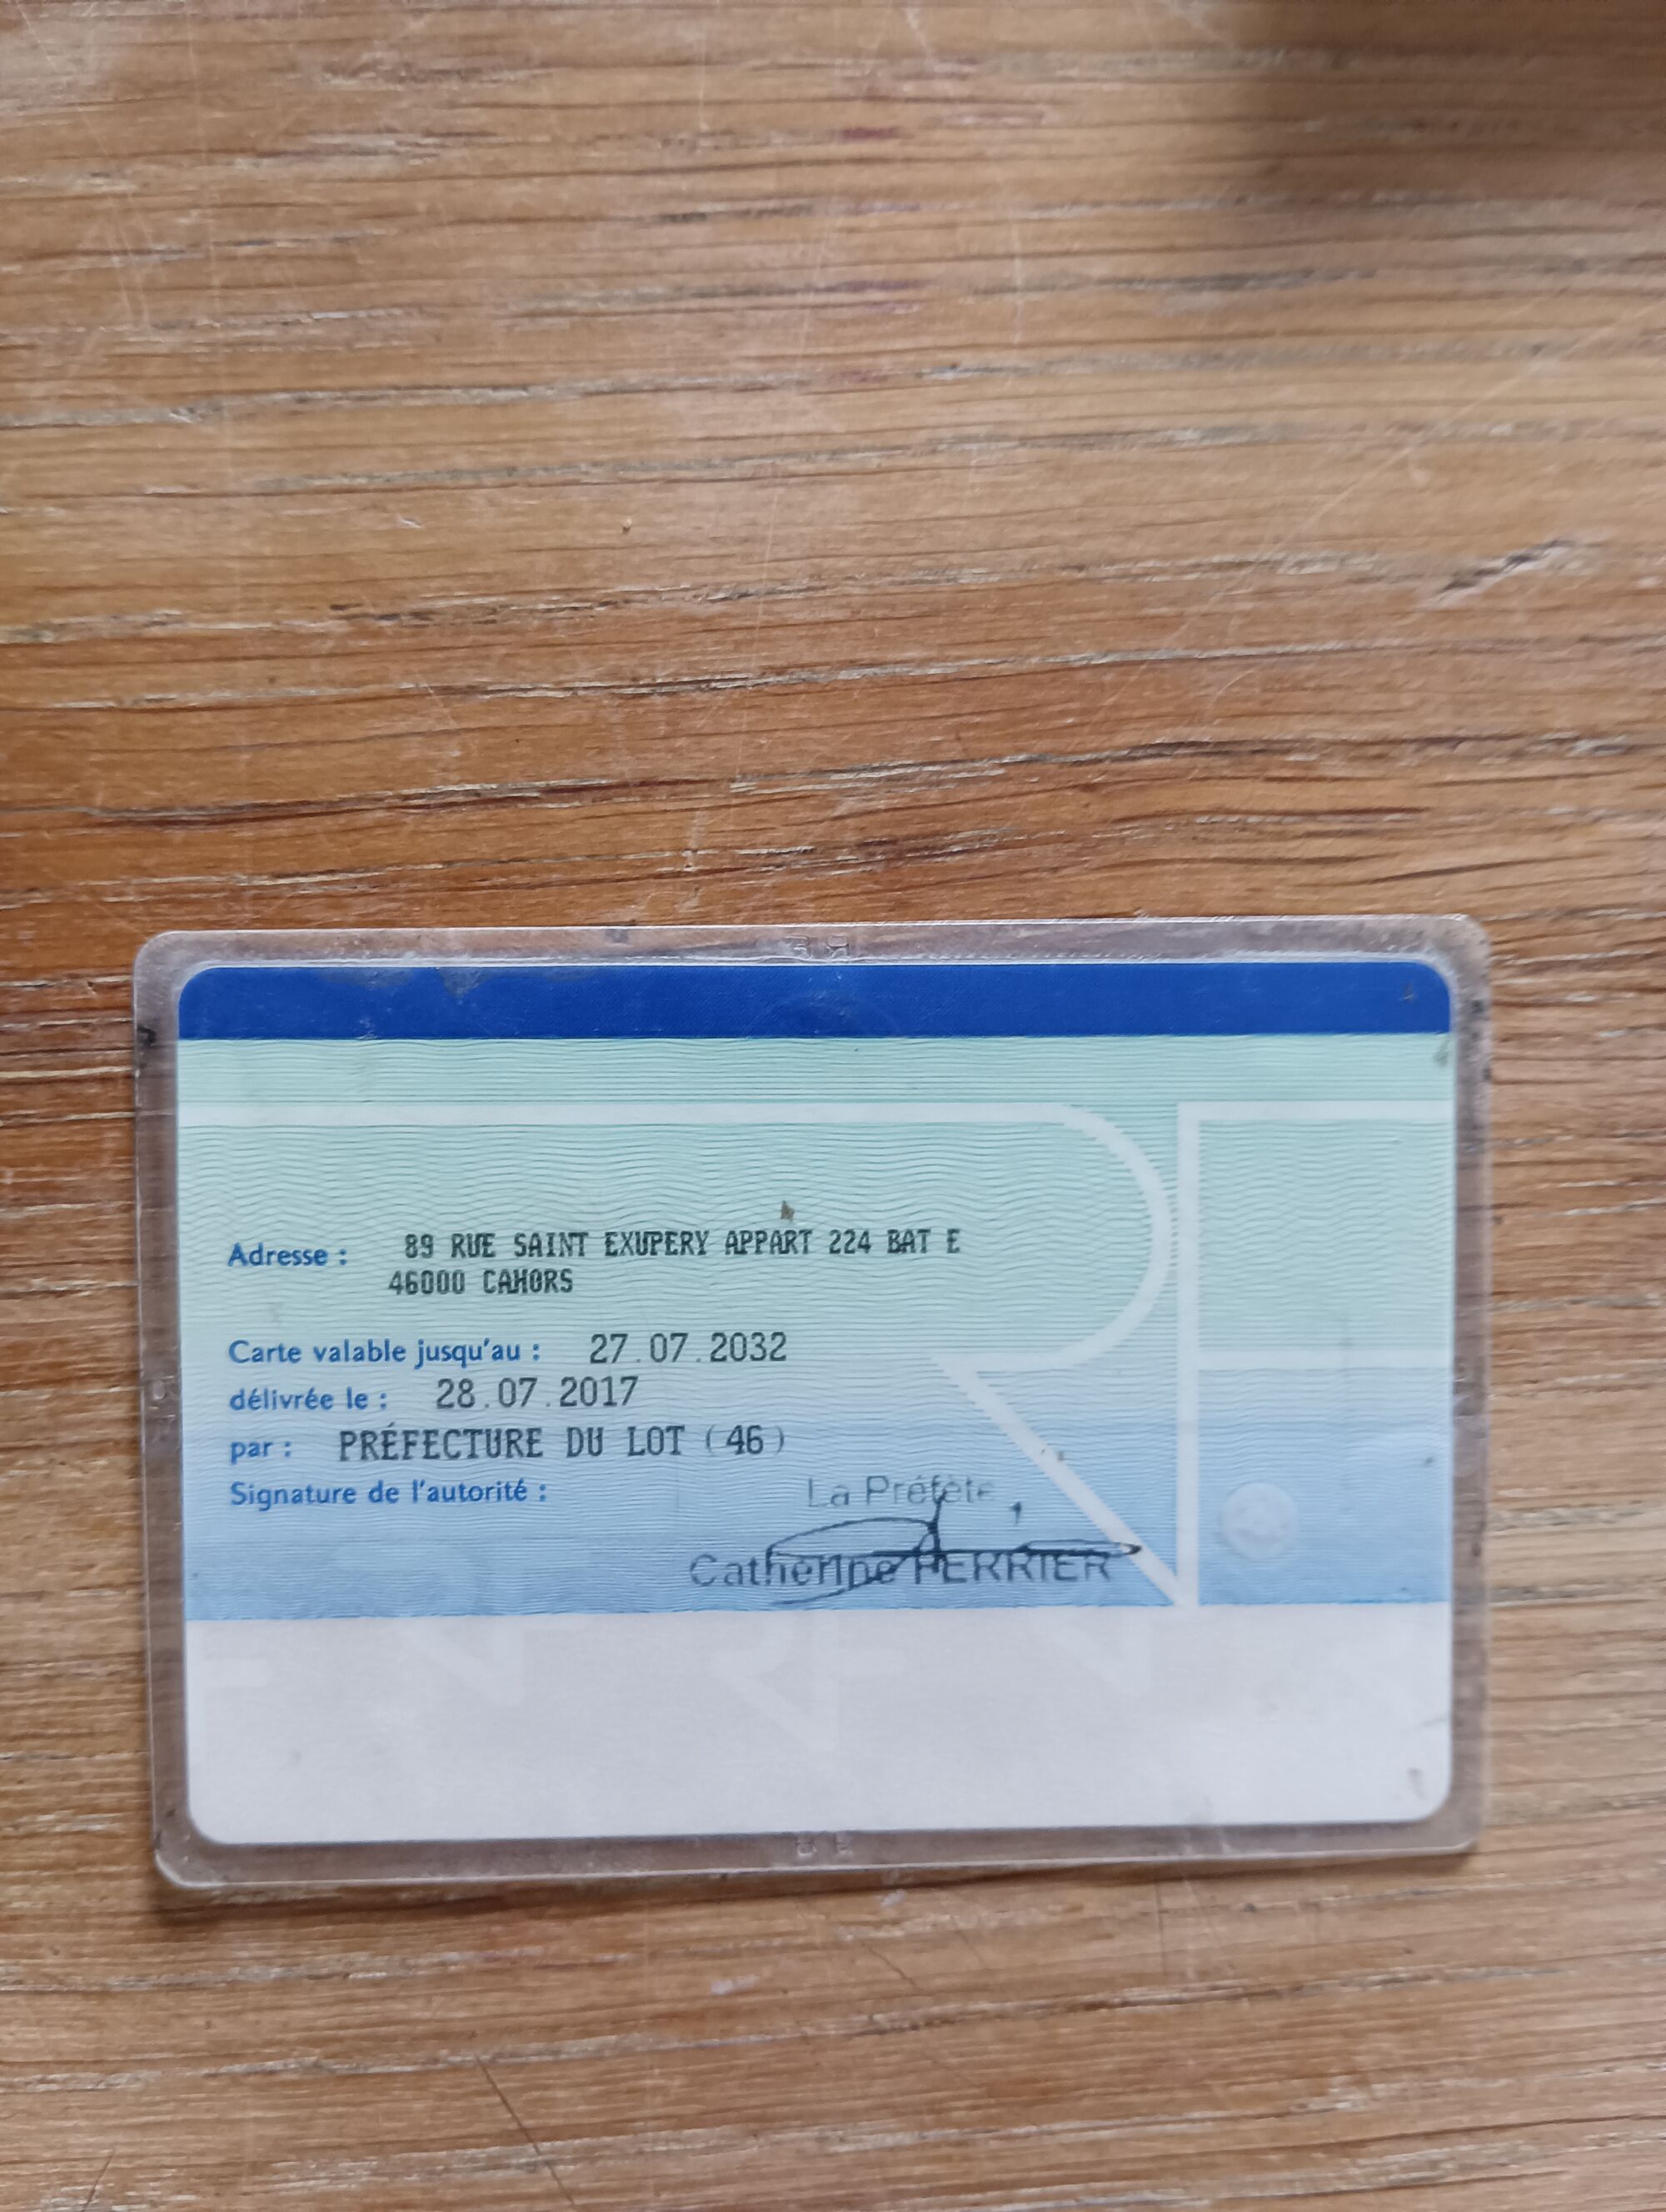 Adresse : 89 RUE SAINT EXUPERY APPART 224 BAT E
46000 CAHORS
Carte valable jusqu'au : 27.07.2032
délivrée le : 28.07.2017
par : PRÉFECTURE DU LOT (46)
Signature de l'autorité :
La Préfète,
Catherine FERRIER
RF